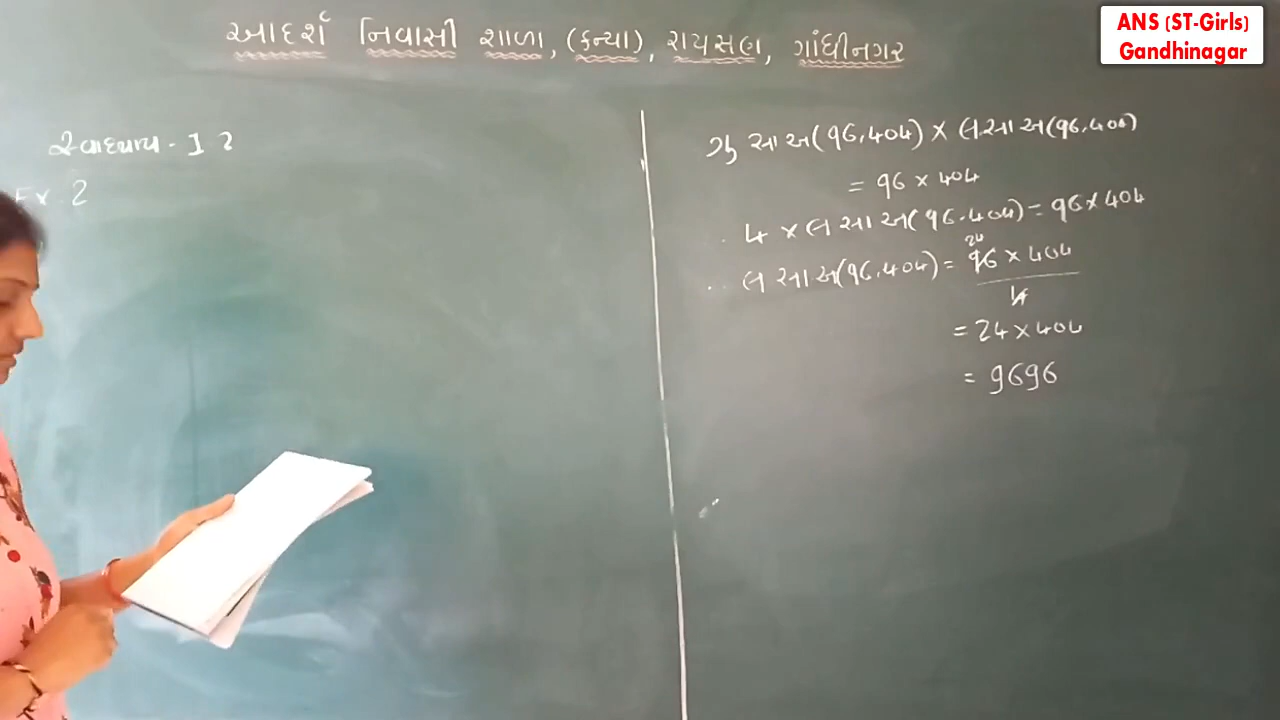 આદર્શ નિવાસી શાળા, (કન્યા), રાયસણ, ગાંધીનગર
ANS (ST-Girls)
Gandhinagar
સ્વાધ્યાય - 1 2
Ex. 2
ગુ સા અ(96,404) × લ સા અ(96,404)
= 96 × 404
4 × લ સા અ(96,404) = 96 × 404
∴ લ સા અ(96,404) = 96 × 404
24
4
= 24 × 404
= 9696